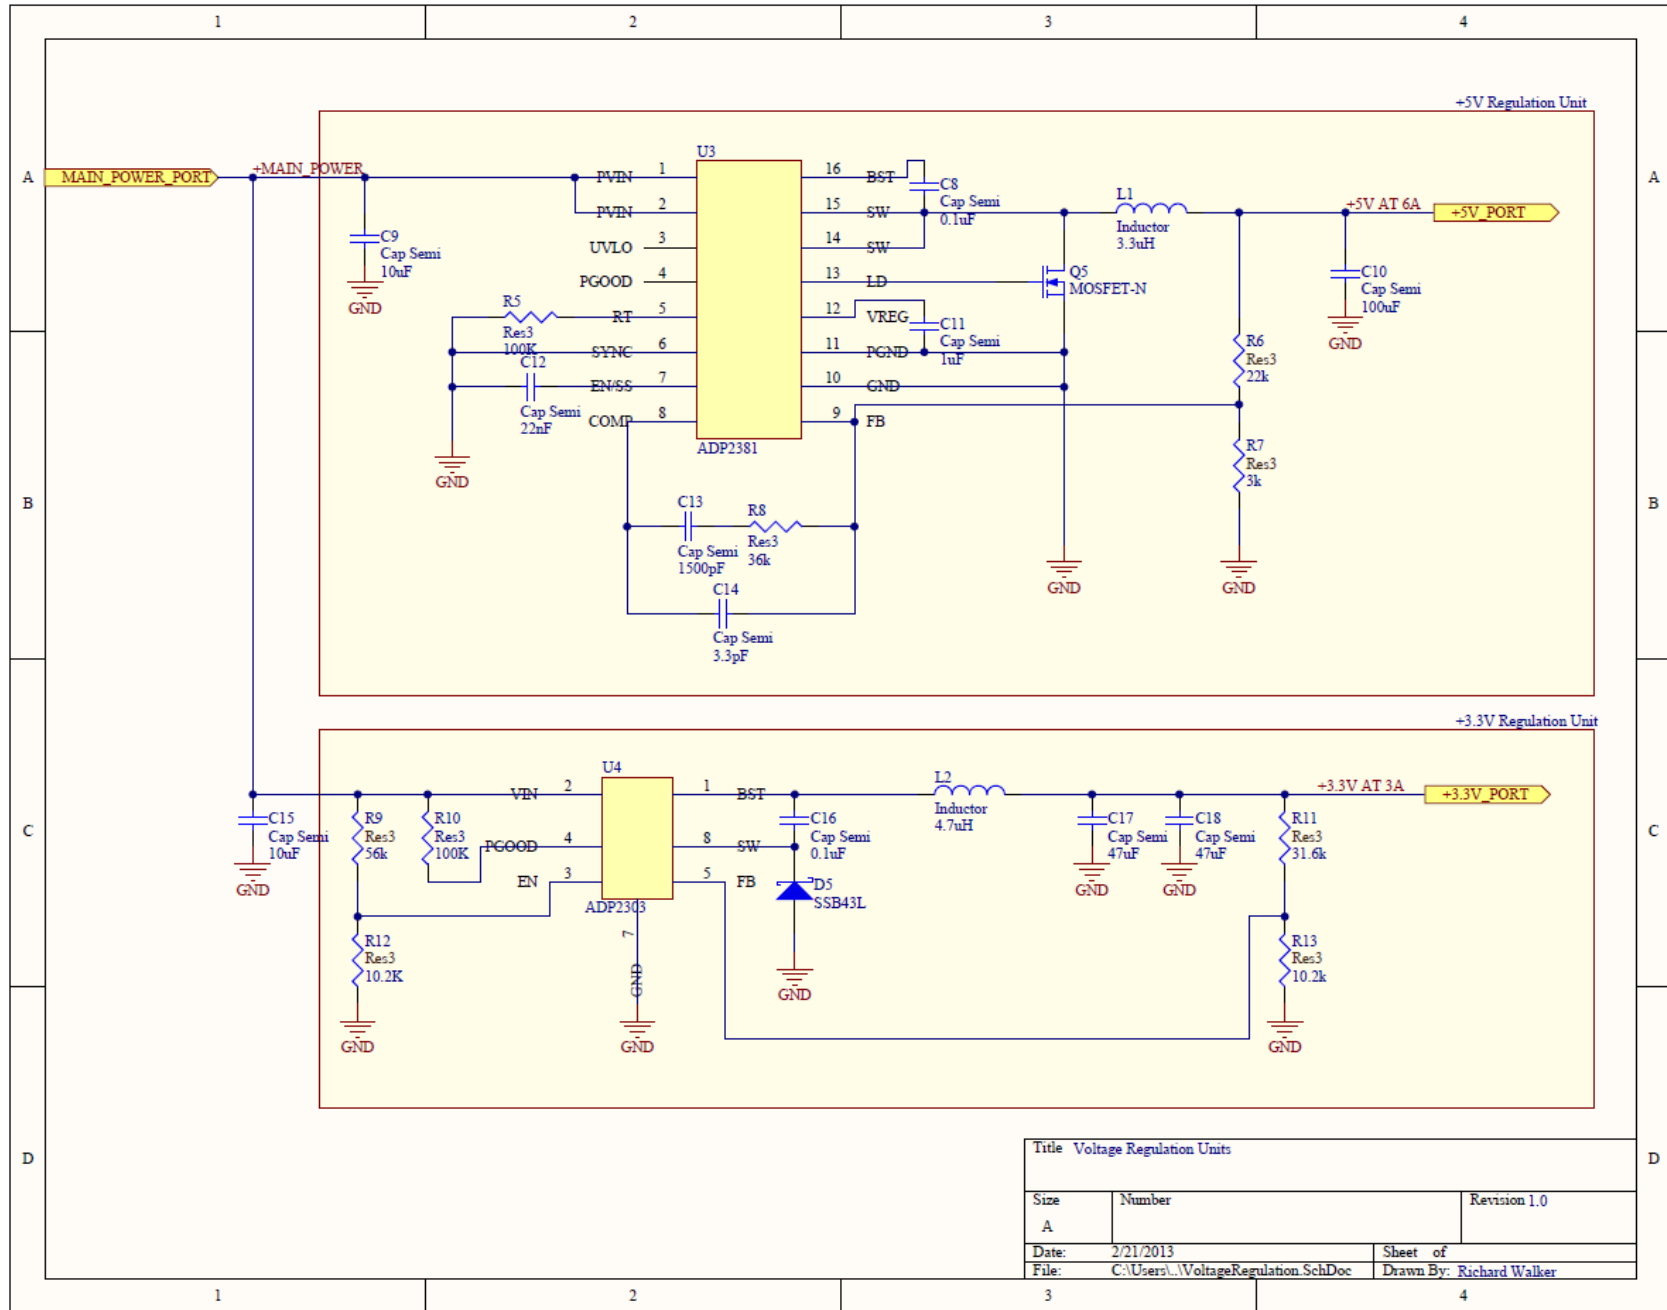 1 2 3 4
A A
B B
C C
D D
+5V Regulation Unit
MAIN_POWER_PORT
+MAIN_POWER
C9
Cap Semi
10uF
GND
U3
PVIN 1
PVIN 2
UVLO 3
PGOOD 4
RT 5
SYNC 6
EN/SS 7
COMP 8
16 BST
15 SW
14 SW
13 LD
12 VREG
11 PGND
10 GND
9 FB
ADP2381
R5
Res3
100K
C12
Cap Semi
22nF
GND
C8
Cap Semi
0.1uF
C11
Cap Semi
1uF
L1
Inductor
3.3uH
Q5
MOSFET-N
GND
+5V AT 6A
+5V_PORT
C10
Cap Semi
100uF
GND
R6
Res3
22k
R7
Res3
3k
GND
C13
Cap Semi
1500pF
R8
Res3
36k
C14
Cap Semi
3.3pF
+3.3V Regulation Unit
C15
Cap Semi
10uF
GND
R9
Res3
56k
R10
Res3
100K
R12
Res3
10.2K
GND
U4
VIN 2
PGOOD 4
EN 3
1 BST
8 SW
5 FB
ADP2303
7 GND
GND
C16
Cap Semi
0.1uF
D5
SSB43L
GND
L2
Inductor
4.7uH
C17
Cap Semi
47uF
GND
C18
Cap Semi
47uF
GND
+3.3V AT 3A
+3.3V_PORT
R11
Res3
31.6k
R13
Res3
10.2k
GND
Title Voltage Regulation Units
Size Number Revision 1.0
A
Date: 2/21/2013 Sheet of
File: C:\Users\..\VoltageRegulation.SchDoc Drawn By: Richard Walker
1 2 3 4